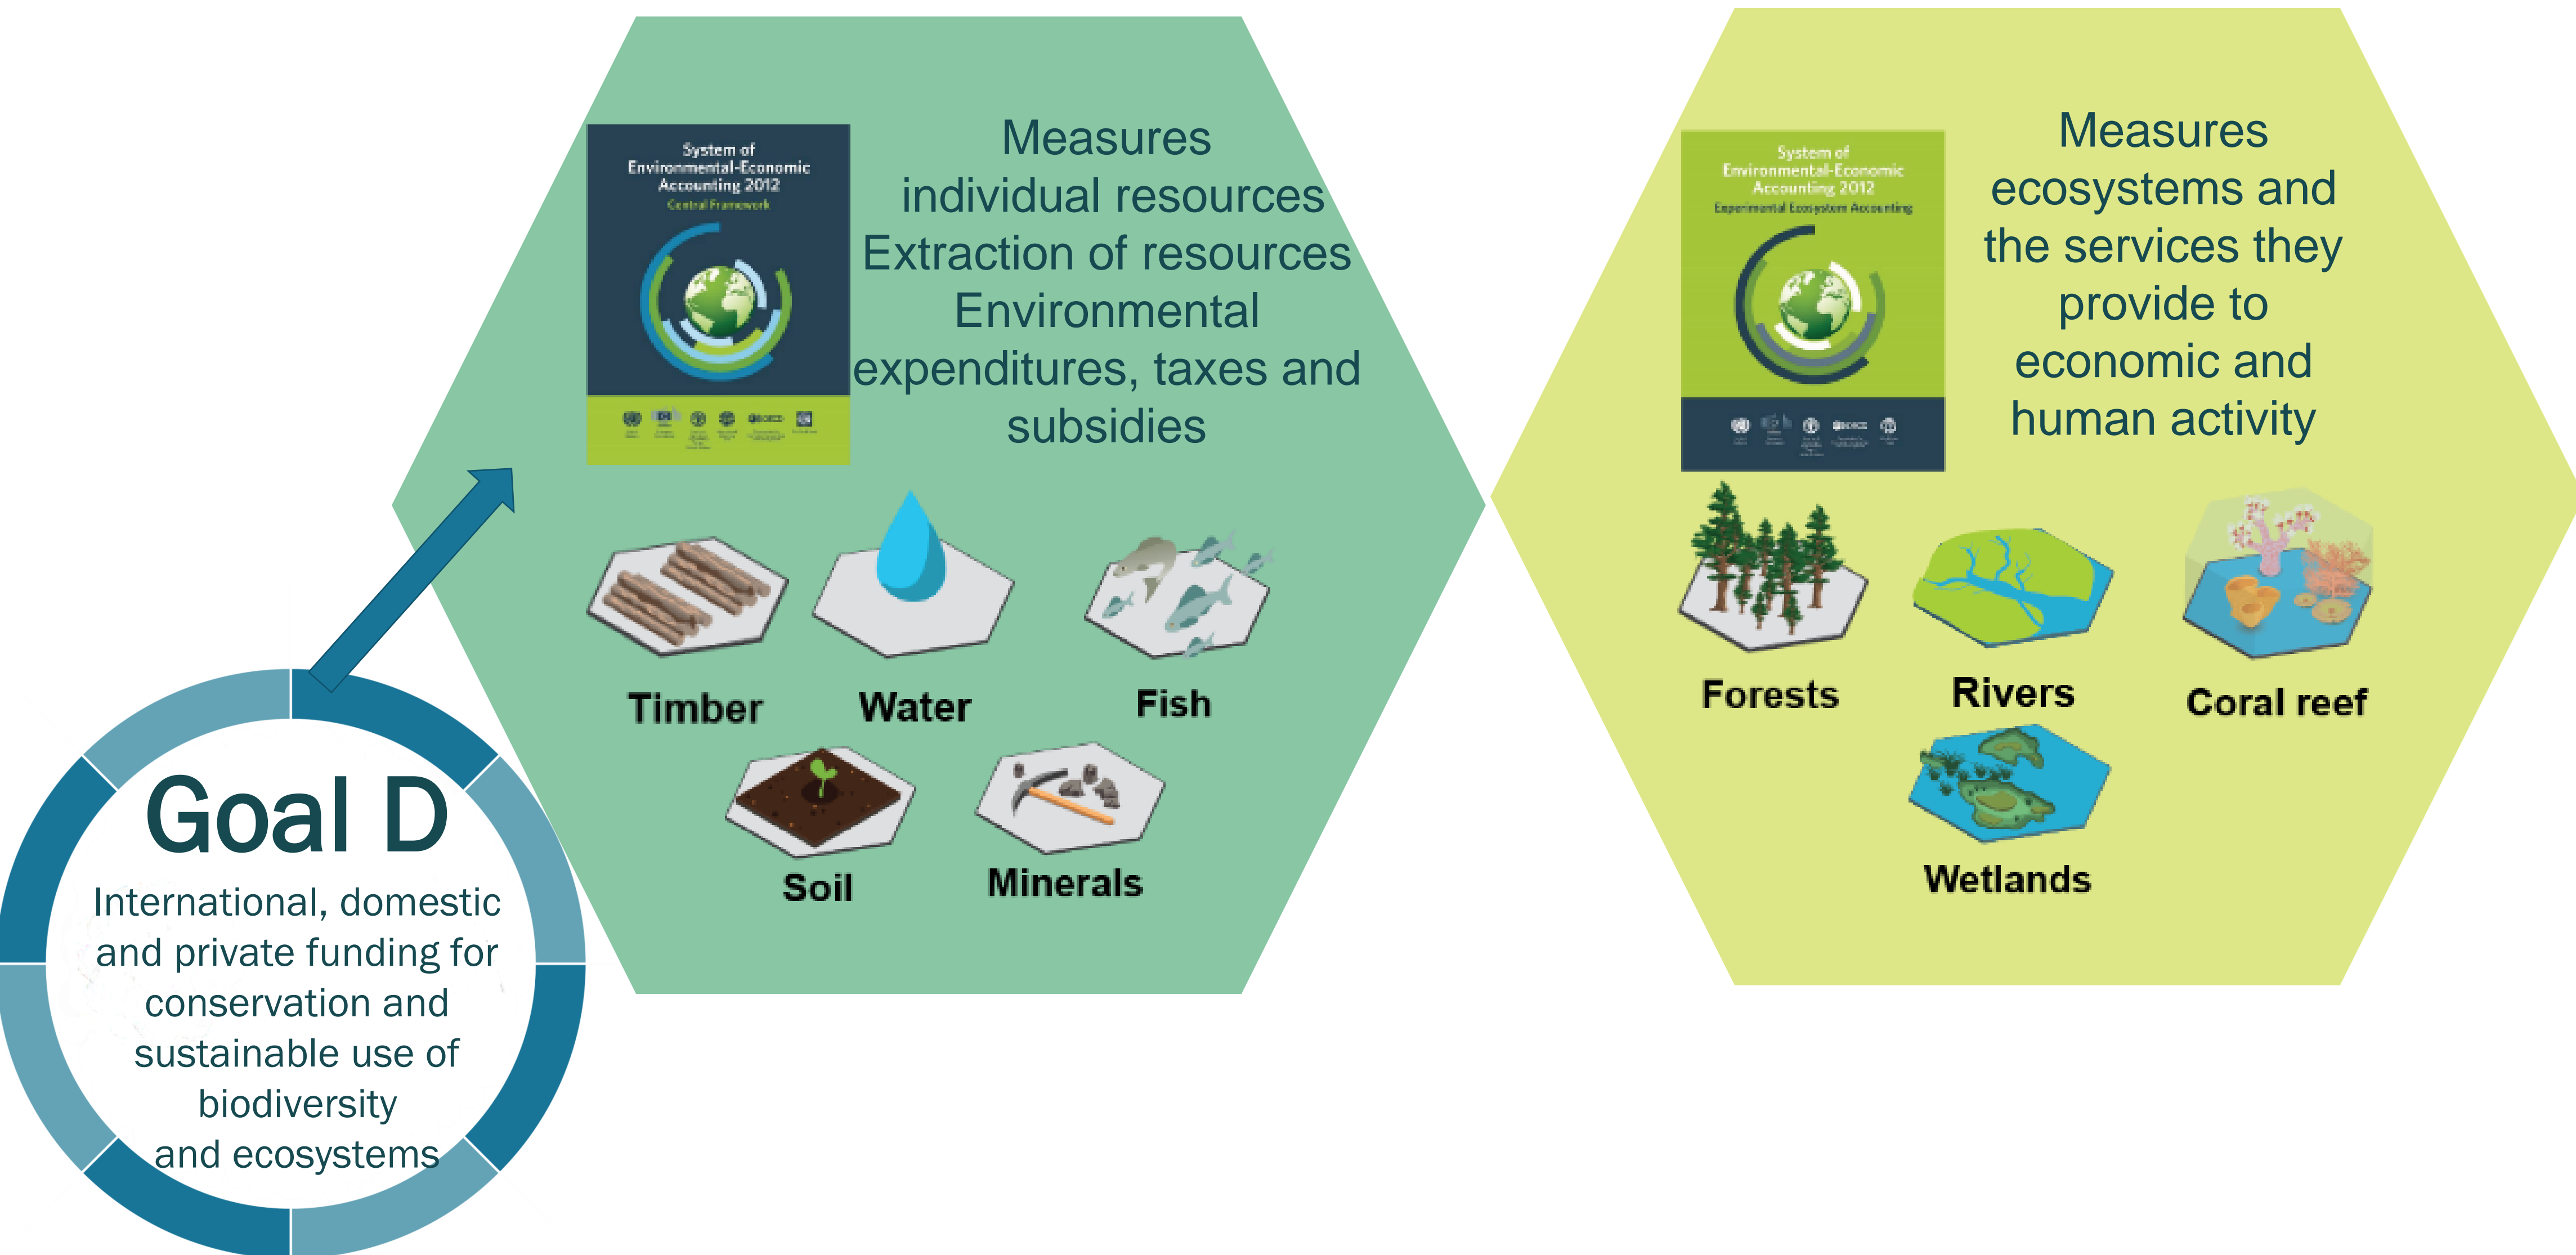 System of
Environmental-Economic
Accounting 2012
Central Framework
Measures
individual resources
Extraction of resources
Environmental
expenditures, taxes and
subsidies
Timber
Water
Fish
Soil
Minerals
System of
Environmental-Economic
Accounting 2012
Experimental Ecosystem Accounting
Measures
ecosystems and
the services they
provide to
economic and
human activity
Forests
Rivers
Coral reef
Wetlands
Goal D
International, domestic
and private funding for
conservation and
sustainable use of
biodiversity
and ecosystems